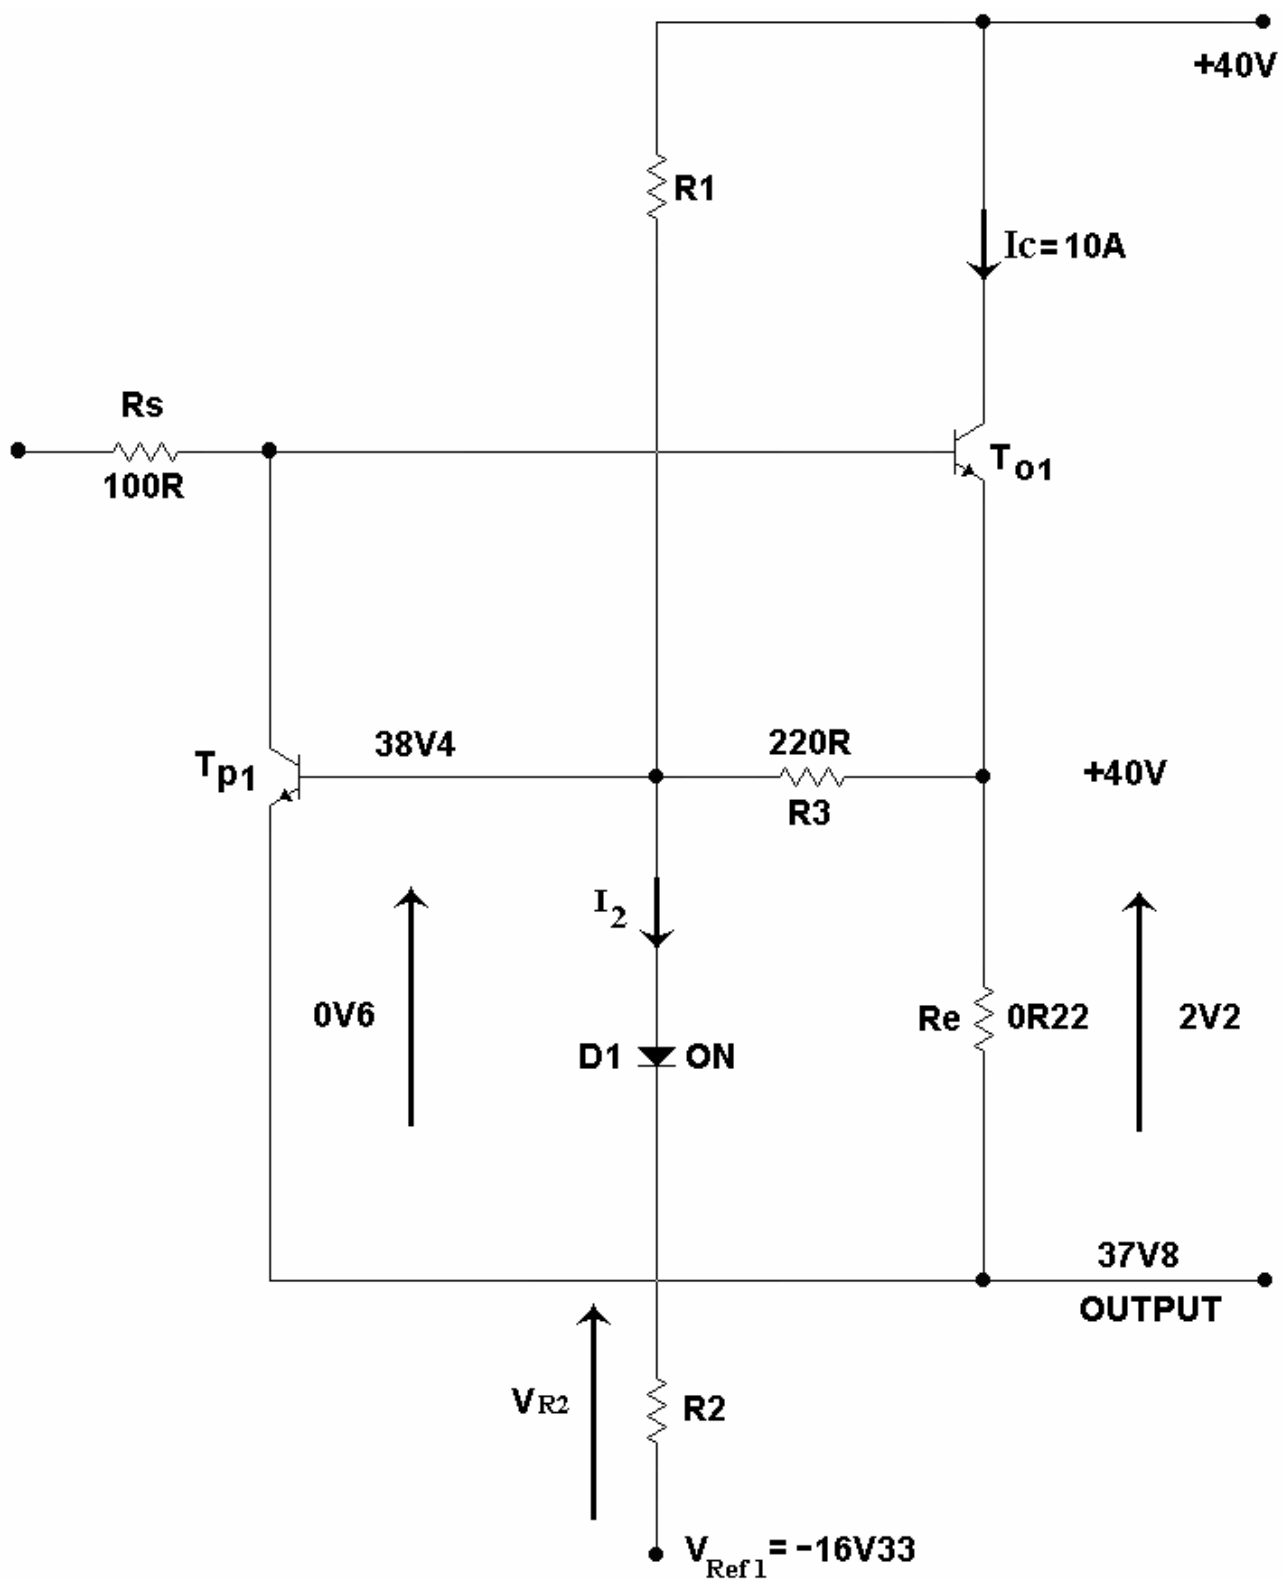 +40V
R1
Ic=10A
Rs
100R
To1
38V4
220R
Tp1
+40V
R3
I2
0V6
Re
0R22
2V2
D1
ON
37V8
OUTPUT
VR2
R2
VRef1=-16V33